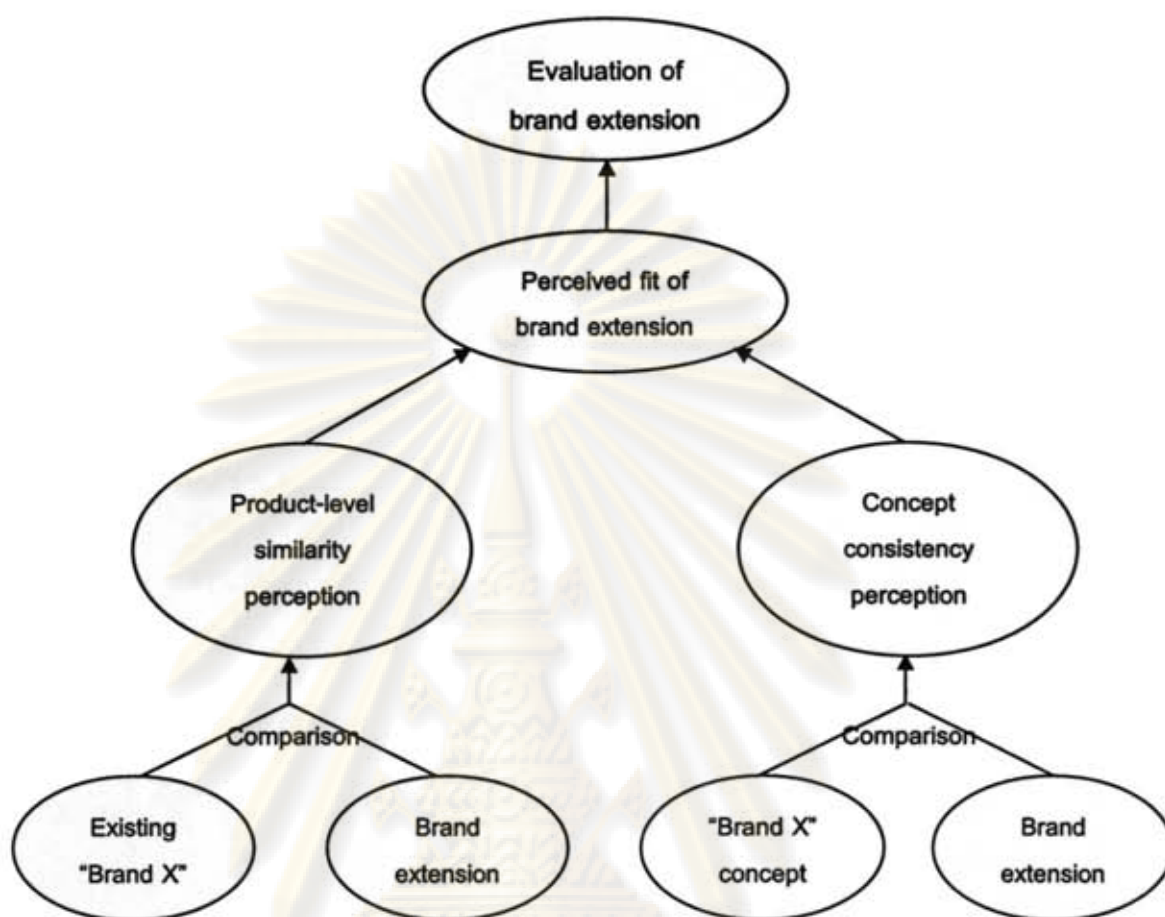 Evaluation of
brand extension
Perceived fit of
brand extension
Product-level
similarity
perception
Concept
consistency
perception
Comparison
Comparison
Existing
"Brand X"
Brand
extension
"Brand X"
concept
Brand
extension